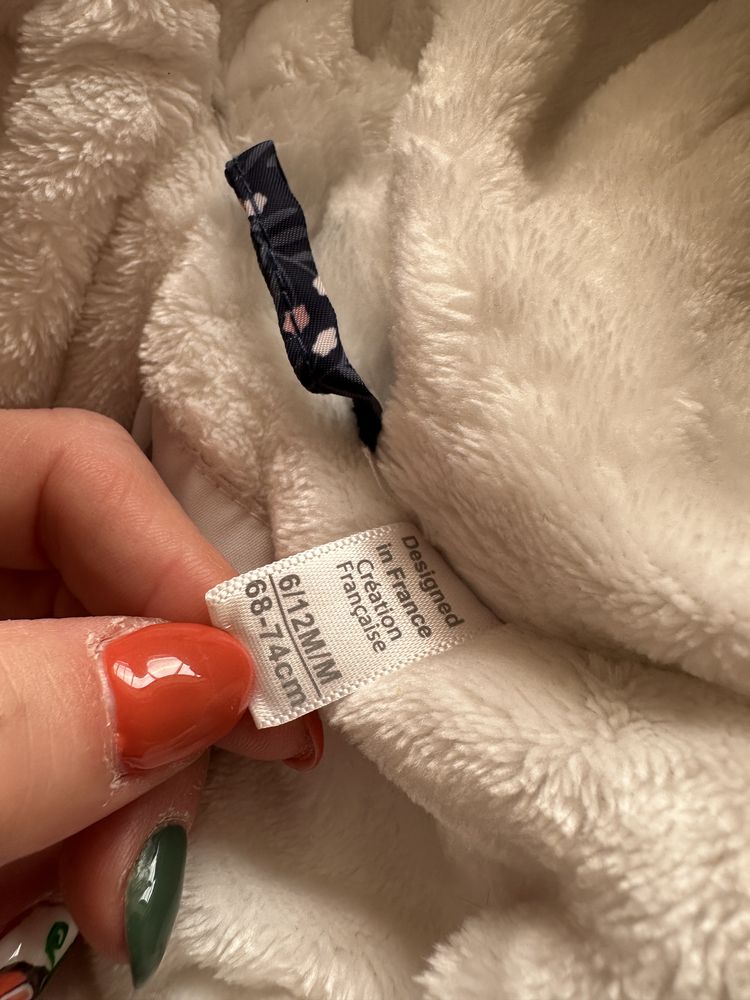 Designed
in France
Création
Française
6/12M/M
68-74cm